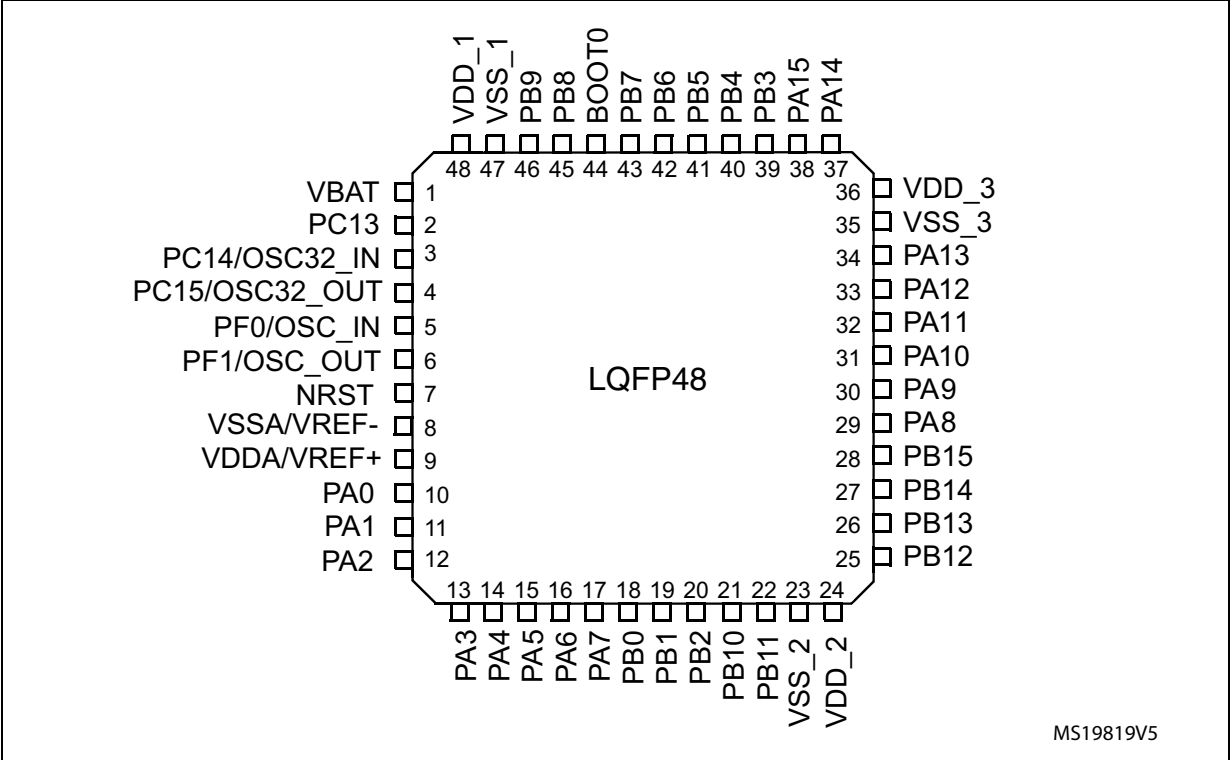 VDD_1
VSS_1
PB9
PB8
BOOT0
PB7
PB6
PB5
PB4
PB3
PA15
PA14
48 47 46 45 44 43 42 41 40 39 38 37
VBAT 1
PC13 2
PC14/OSC32_IN 3
PC15/OSC32_OUT 4
PF0/OSC_IN 5
PF1/OSC_OUT 6
NRST 7
VSSA/VREF- 8
VDDA/VREF+ 9
PA0 10
PA1 11
PA2 12
LQFP48
36 VDD_3
35 VSS_3
34 PA13
33 PA12
32 PA11
31 PA10
30 PA9
29 PA8
28 PB15
27 PB14
26 PB13
25 PB12
13 14 15 16 17 18 19 20 21 22 23 24
PA3
PA4
PA5
PA6
PA7
PB0
PB1
PB2
PB10
PB11
VSS_2
VDD_2
MS19819V5